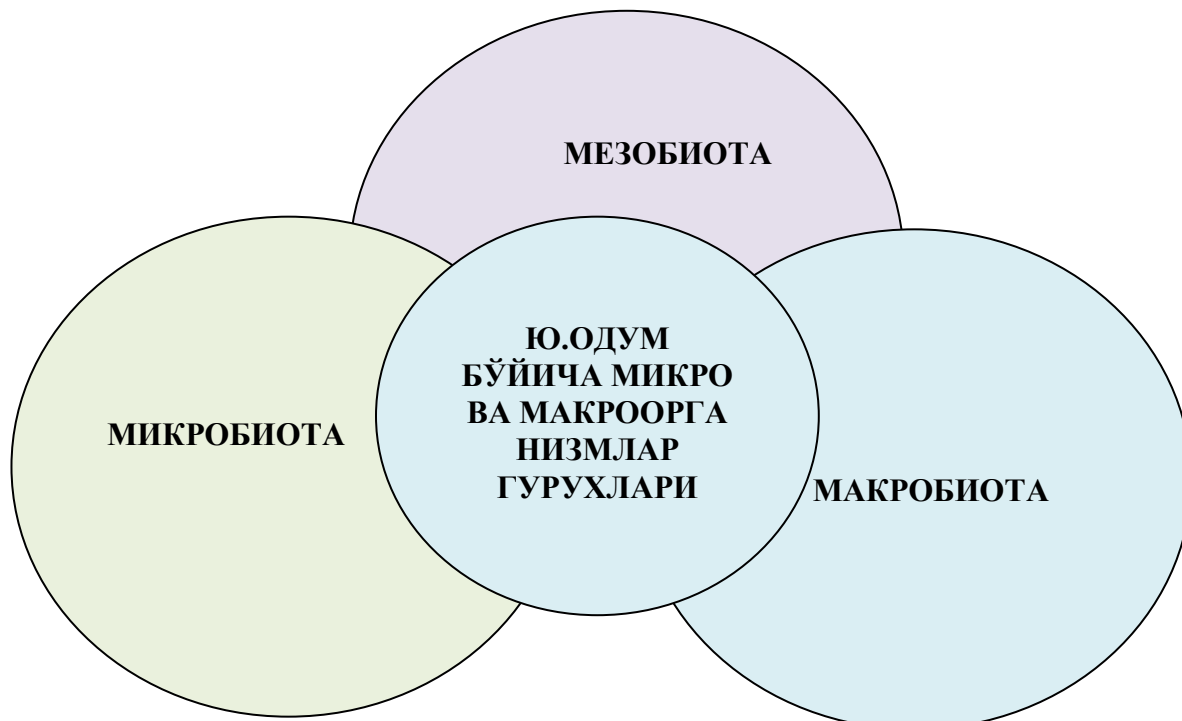 МЕЗОБИОТА
Ю.ОДУМ
БЎЙИЧА МИКРО
ВА МАКРООРГА
НИЗМЛАР
ГУРУХЛАРИ
МИКРОБИОТА
МАКРОБИОТА